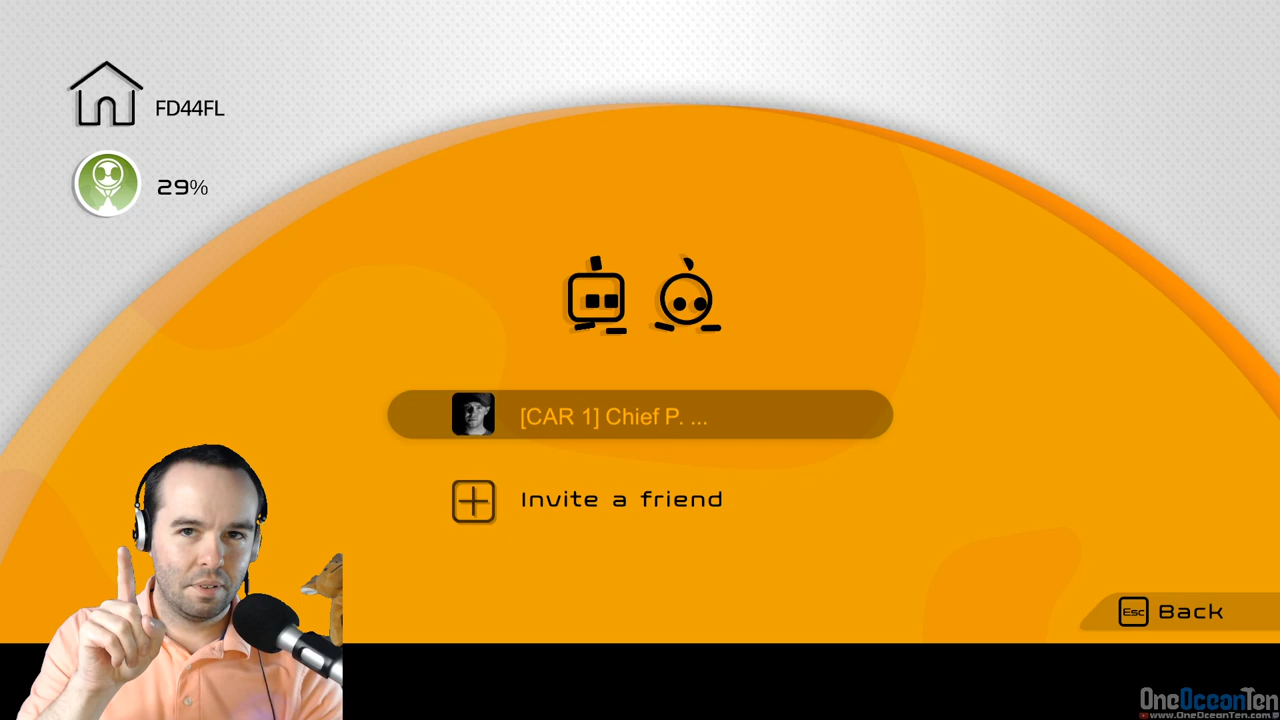 FD44FL
29%
[CAR 1] Chief P. ...
Invite a friend
Esc Back
OneOceanTen
www.OneOceanTen.com